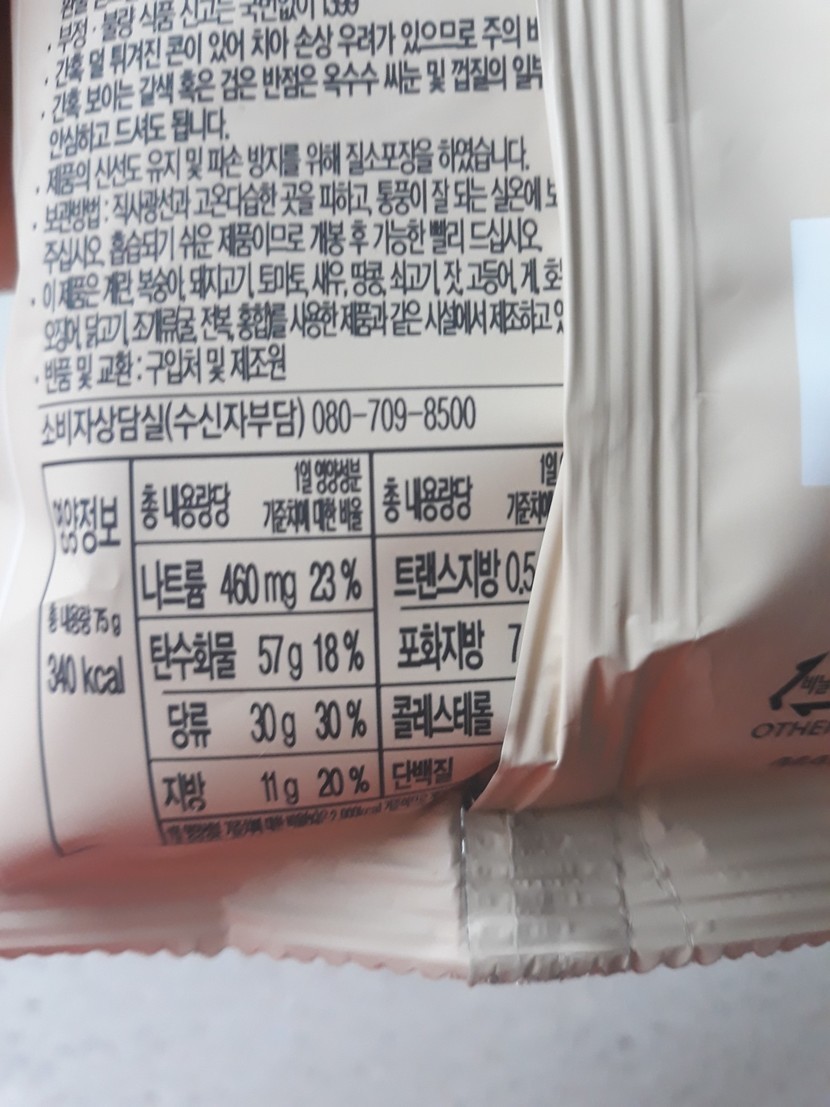 부정·불량 식품 신고는 국번없이 1399
· 간혹 덜 튀겨진 콘이 있어 치아 손상 우려가 있으므로 주의 바
· 간혹 보이는 갈색 혹은 검은 반점은 옥수수 씨눈 및 껍질의 일부
안심하고 드셔도 됩니다.
· 제품의 신선도 유지 및 파손 방지를 위해 질소포장을 하였습니다.
· 보관방법 : 직사광선과 고온다습한 곳을 피하고, 통풍이 잘 되는 실온에 보
주십시오. 흡습되기 쉬운 제품이므로 개봉 후 가능한 빨리 드십시오.
· 이 제품은 계란, 복숭아, 돼지고기, 토마토, 새우, 땅콩, 쇠고기, 잣, 고등어, 게, 호
오징어, 닭고기, 조개류(굴, 전복, 홍합)를 사용한 제품과 같은 시설에서 제조하고 있
· 반품 및 교환 : 구입처 및 제조원
소비자상담실(수신자부담) 080-709-8500
영양정보
총 내용량 75 g
340 kcal
총 내용량당 1일 영양성분 기준치에 대한 비율
총 내용량당 1일 기준치에
나트륨 460 mg 23 % 트랜스지방 0.5
탄수화물 57 g 18 % 포화지방 7
당류 30 g 30 % 콜레스테롤
지방 11 g 20 % 단백질
OTHE